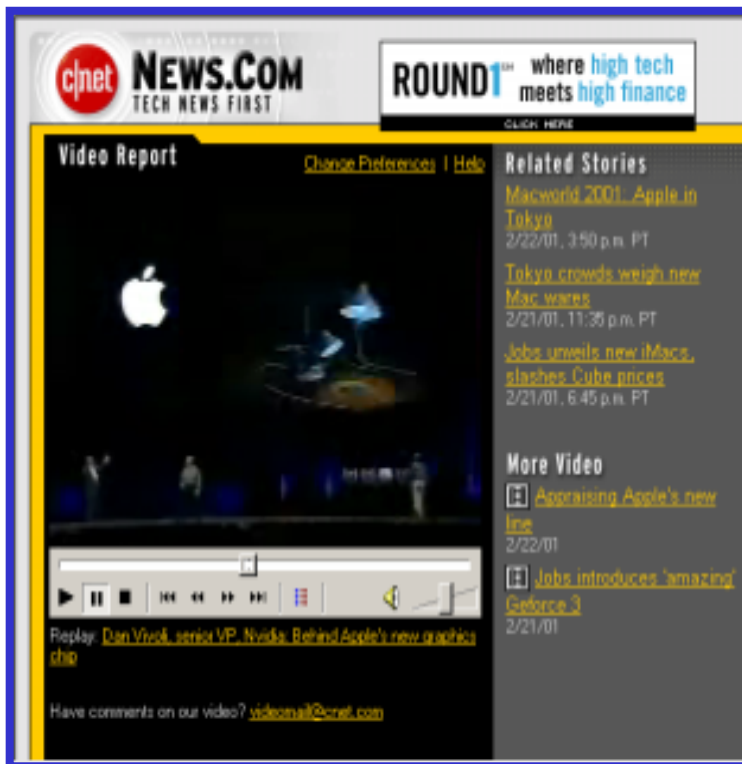 c|net NEWS.COM
TECH NEWS FIRST
ROUND1 SM where high tech
meets high finance
CLICK HERE
Video Report
Change Preferences | Help
Related Stories
Macworld 2001: Apple in
Tokyo
2/22/01, 3:50 p.m. PT
Tokyo crowds weigh new
Mac wares
2/21/01, 11:35 p.m. PT
Jobs unveils new iMacs,
slashes Cube prices
2/21/01, 6:45 p.m. PT
More Video
Appraising Apple's new
line
2/22/01
Jobs introduces 'amazing'
Geforce 3
2/21/01
Replay: Dan Vivoli, senior VP, Nvidia: Behind Apple's new graphics
chip
Have comments on our video? videomail@cnet.com